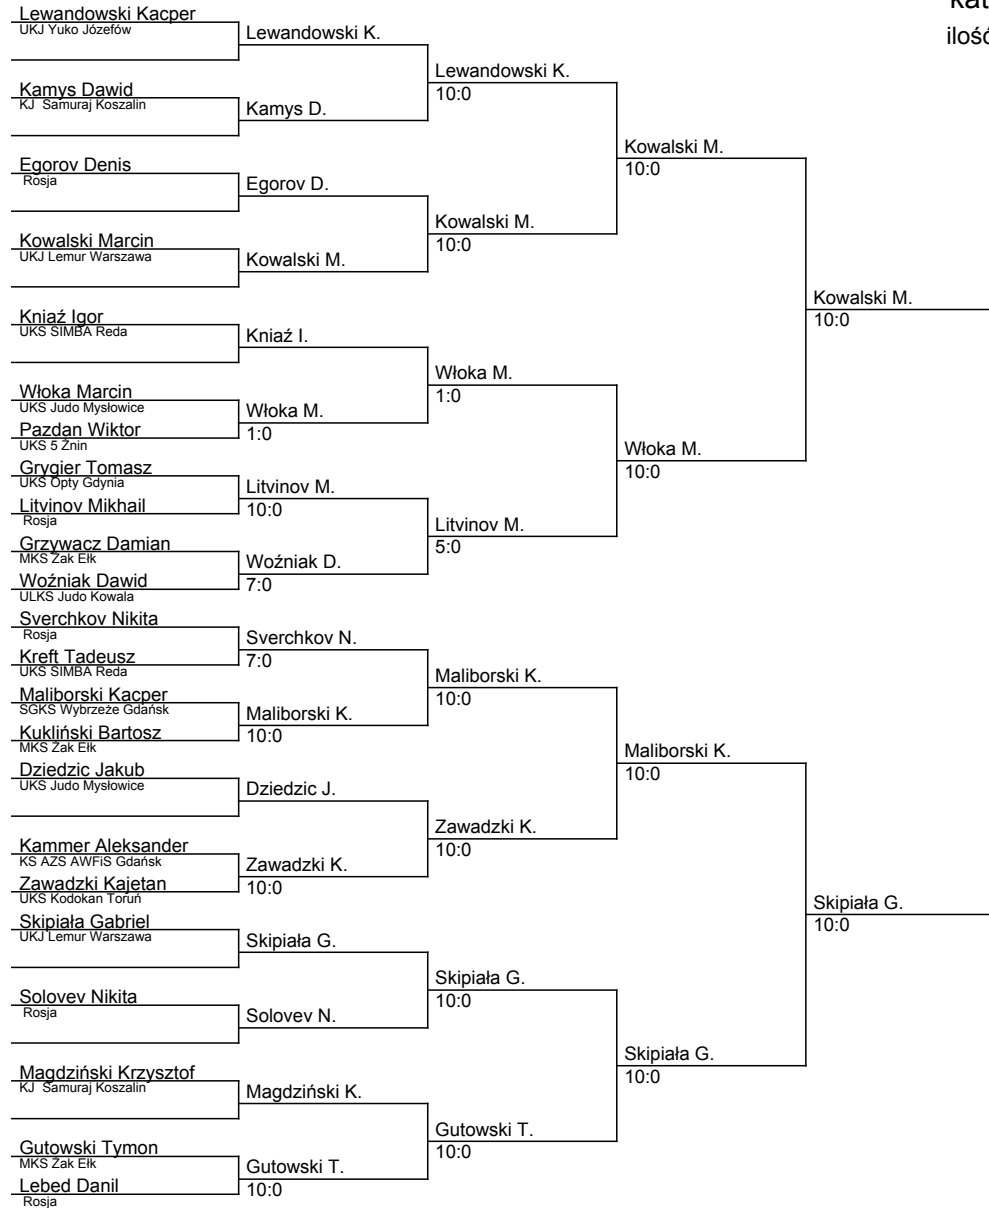 kat
ilość
Lewandowski Kacper
UKJ Yuko Józefów
Lewandowski K.
Lewandowski K.
10:0
Kamys Dawid
KJ Samuraj Koszalin
Kamys D.
Kowalski M.
10:0
Egorov Denis
Rosja
Egorov D.
Kowalski M.
10:0
Kowalski Marcin
UKJ Lemur Warszawa
Kowalski M.
Kowalski M.
10:0
Kniaź Igor
UKS SIMBA Reda
Kniaź I.
Włoka M.
1:0
Włoka Marcin
UKS Judo Mysłowice
Włoka M.
1:0
Pazdan Wiktor
UKS 5 Żnin
Włoka M.
10:0
Grygier Tomasz
UKS Opty Gdynia
Litvinov M.
10:0
Litvinov Mikhail
Rosja
Litvinov M.
5:0
Grzywacz Damian
MKS Żak Ełk
Woźniak D.
7:0
Woźniak Dawid
ULKS Judo Kowala
Sverchkov Nikita
Rosja
Sverchkov N.
7:0
Kreft Tadeusz
UKS SIMBA Reda
Maliborski K.
10:0
Maliborski Kacper
SGKS Wybrzeże Gdańsk
Maliborski K.
10:0
Kukliński Bartosz
MKS Żak Ełk
Maliborski K.
10:0
Dziedzic Jakub
UKS Judo Mysłowice
Dziedzic J.
Zawadzki K.
10:0
Kammer Aleksander
KS AZS AWFiS Gdańsk
Zawadzki K.
10:0
Zawadzki Kajetan
UKS Kodokan Toruń
Skipiała G.
10:0
Skipiała Gabriel
UKJ Lemur Warszawa
Skipiała G.
Skipiała G.
10:0
Solovev Nikita
Rosja
Solovev N.
Skipiała G.
10:0
Magdziński Krzysztof
KJ Samuraj Koszalin
Magdziński K.
Gutowski T.
10:0
Gutowski Tymon
MKS Żak Ełk
Gutowski T.
10:0
Lebed Danil
Rosja